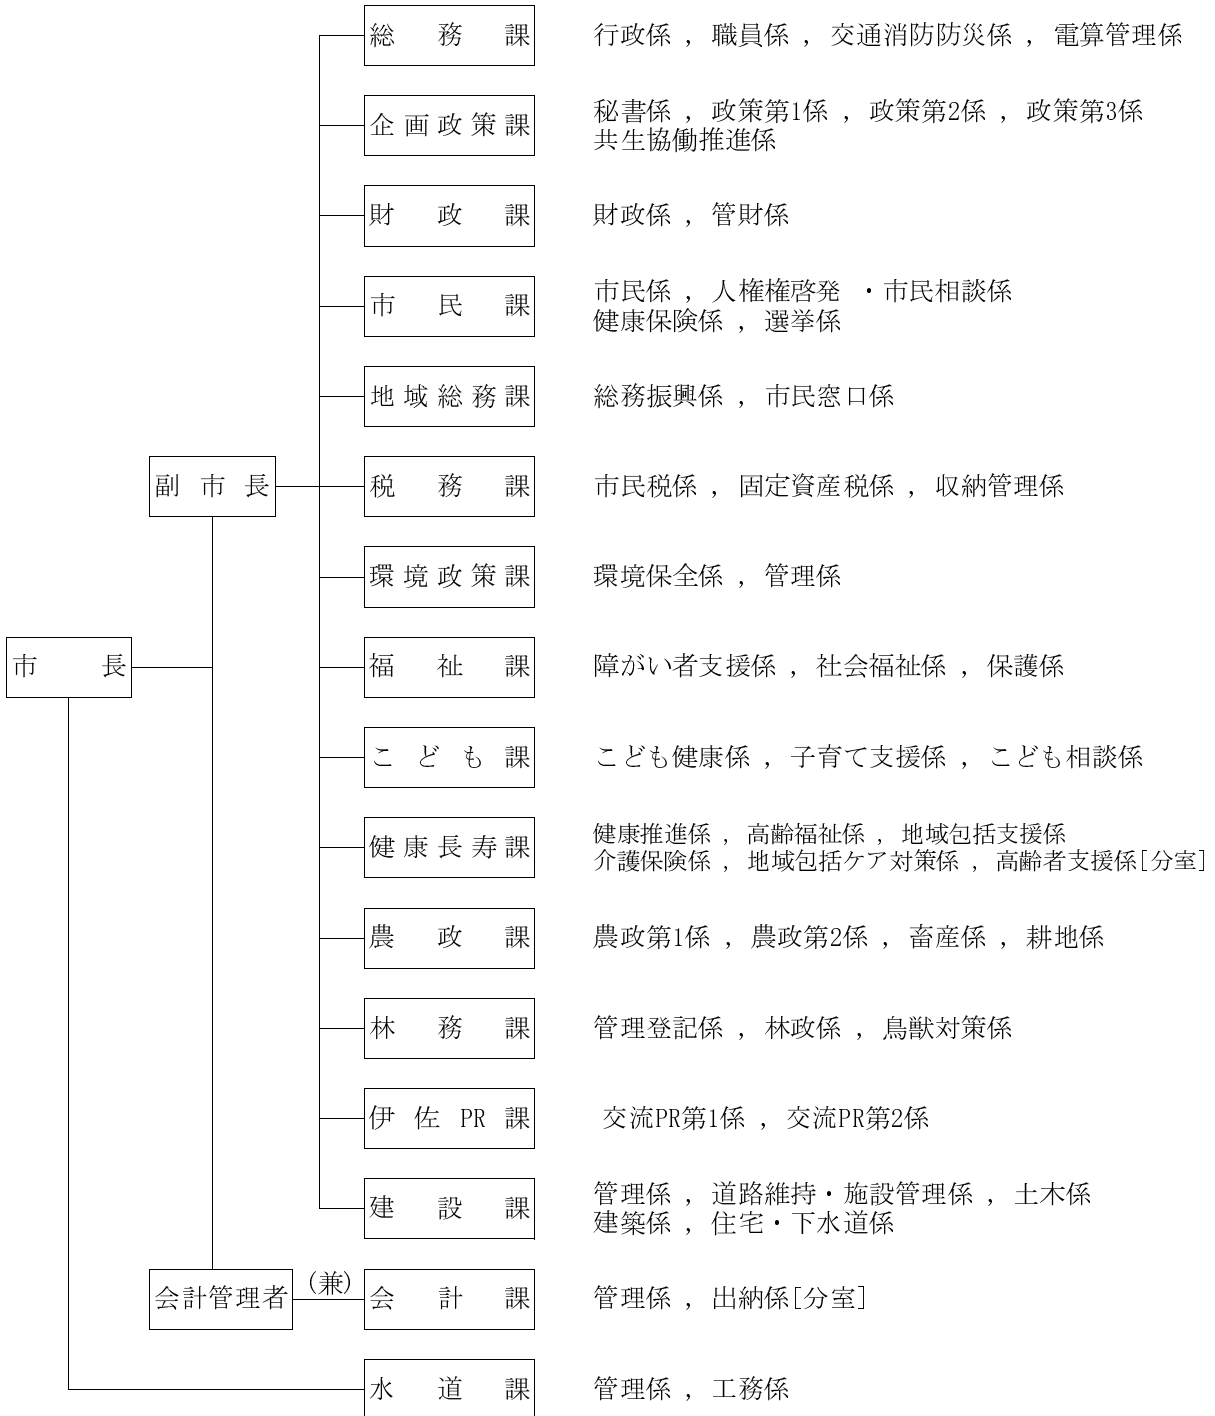 総務課 行政係 , 職員係 , 交通消防防災係 , 電算管理係
企画政策課 秘書係 , 政策第1係 , 政策第2係 , 政策第3係
共生協働推進係
財政課 財政係 , 管財係
市民課 市民係 , 人権権啓発 ・市民相談係
健康保険係 , 選挙係
地域総務課 総務振興係 , 市民窓口係
副市長 税務課 市民税係 , 固定資産税係 , 収納管理係
環境政策課 環境保全係 , 管理係
市長 福祉課 障がい者支援係 , 社会福祉係 , 保護係
こども課 こども健康係 , 子育て支援係 , こども相談係
健康長寿課 健康推進係 , 高齢福祉係 , 地域包括支援係
介護保険係 , 地域包括ケア対策係 , 高齢者支援係[分室]
農政課 農政第1係 , 農政第2係 , 畜産係 , 耕地係
林務課 管理登記係 , 林政係 , 鳥獣対策係
伊佐PR課 交流PR第1係 , 交流PR第2係
建設課 管理係 , 道路維持・施設管理係 , 土木係
建築係 , 住宅・下水道係
会計管理者 (兼) 会計課 管理係 , 出納係[分室]
水道課 管理係 , 工務係